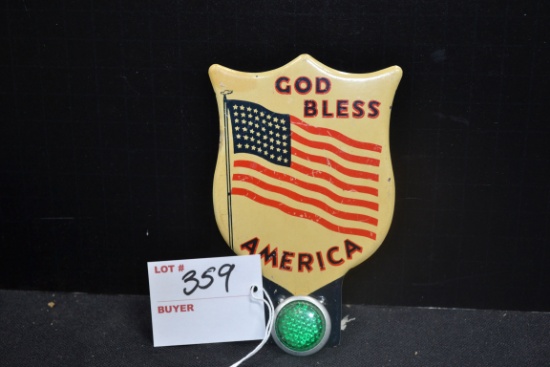 GOD
BLESS
AMERICA
LOT # 359
BUYER